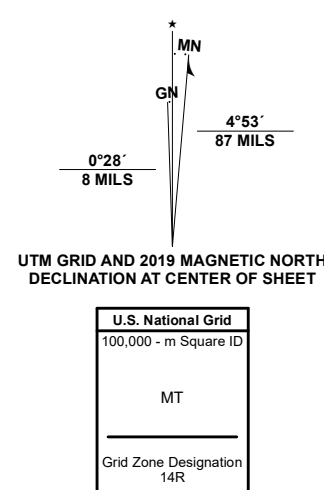 ★
MN
GN
4°53´
87 MILS
0°28´
8 MILS
UTM GRID AND 2019 MAGNETIC NORTH
DECLINATION AT CENTER OF SHEET
U.S. National Grid
100,000 - m Square ID
MT
Grid Zone Designation
14R